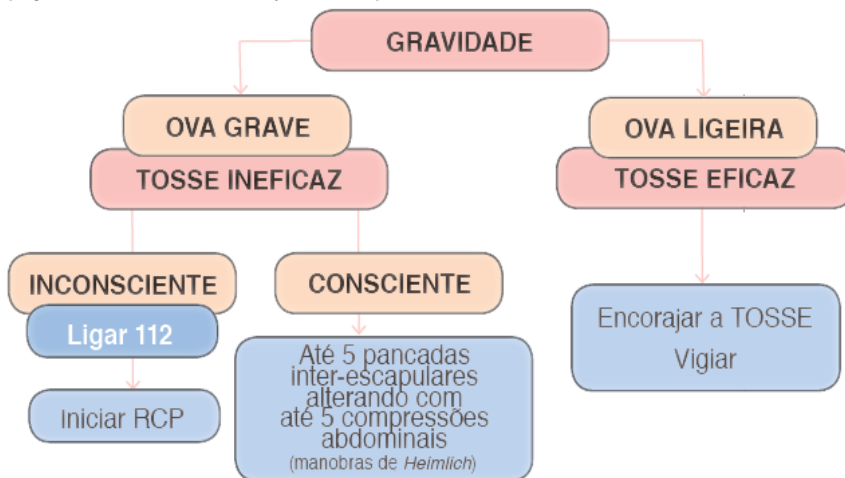 GRAVIDADE
OVA GRAVE
TOSSE INEFICAZ
OVA LIGEIRA
TOSSE EFICAZ
INCONSCIENTE
Ligar 112
Iniciar RCP
CONSCIENTE
Até 5 pancadas
inter-escapulares
alterando com
até 5 compressões
abdominais
(manobras de Heimlich)
Encorajar a TOSSE
Vigiar